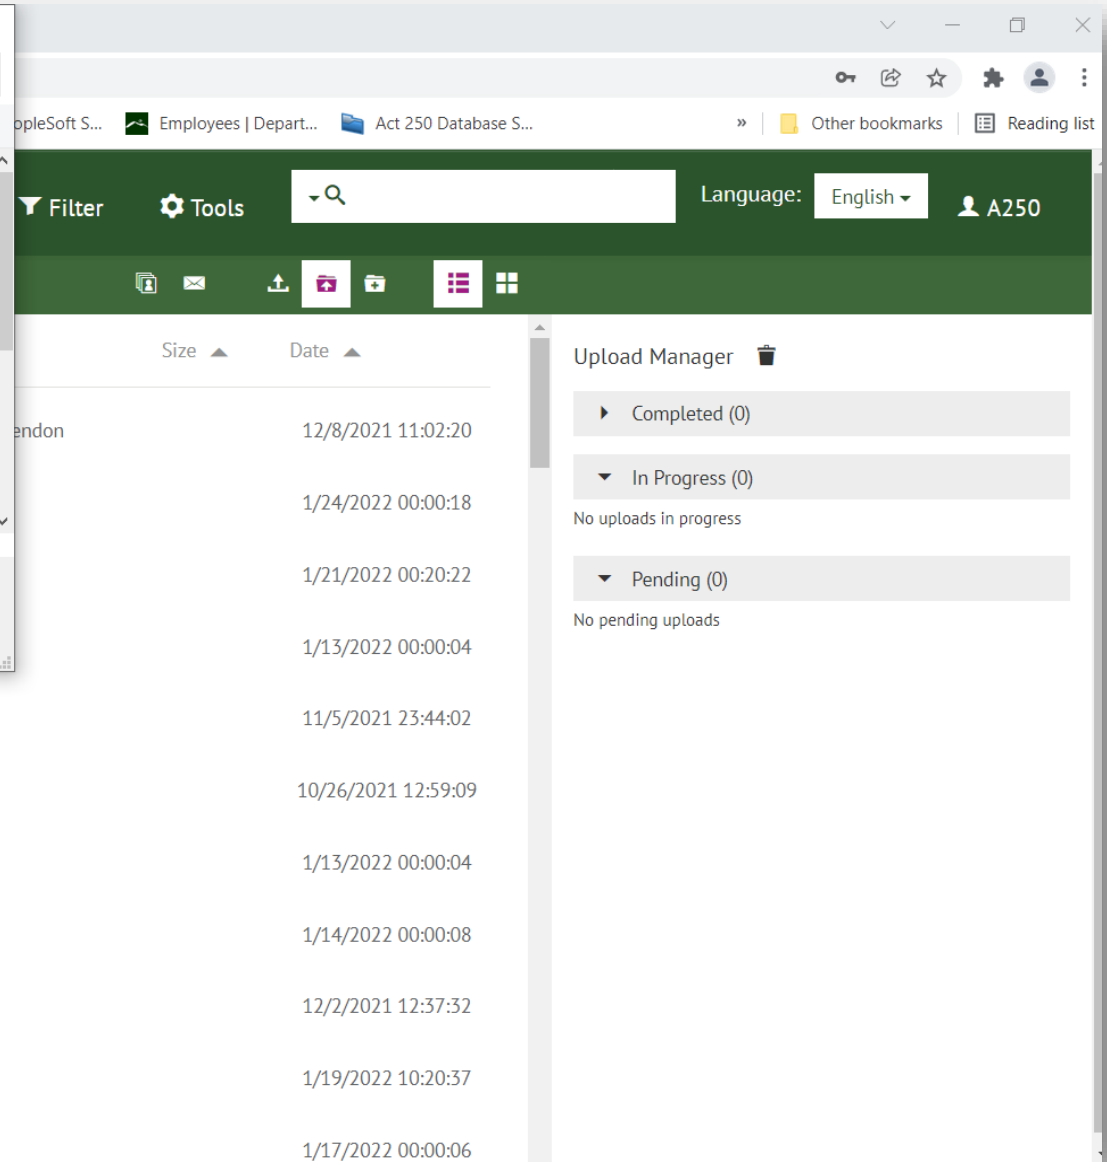 opleSoft S... Employees | Depart... Act 250 Database S... » Other bookmarks Reading list
Filter Tools Language: English A250
Size Date
Upload Manager
Completed (0)
endon 12/8/2021 11:02:20
In Progress (0)
1/24/2022 00:00:18
No uploads in progress
1/21/2022 00:20:22
Pending (0)
No pending uploads
1/13/2022 00:00:04
11/5/2021 23:44:02
10/26/2021 12:59:09
1/13/2022 00:00:04
1/14/2022 00:00:08
12/2/2021 12:37:32
1/19/2022 10:20:37
1/17/2022 00:00:06